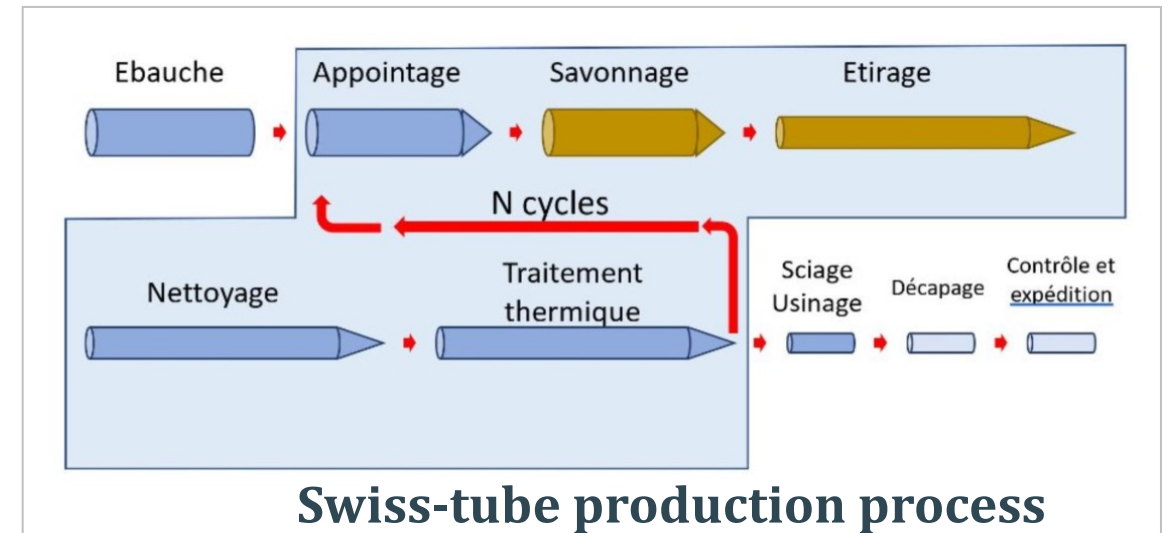 Ebauche
Appointage
Savonnage
Etirage
N cycles
Nettoyage
Traitement
thermique
Sciage
Usinage
Décapage
Contrôle et
expédition
Swiss-tube production process